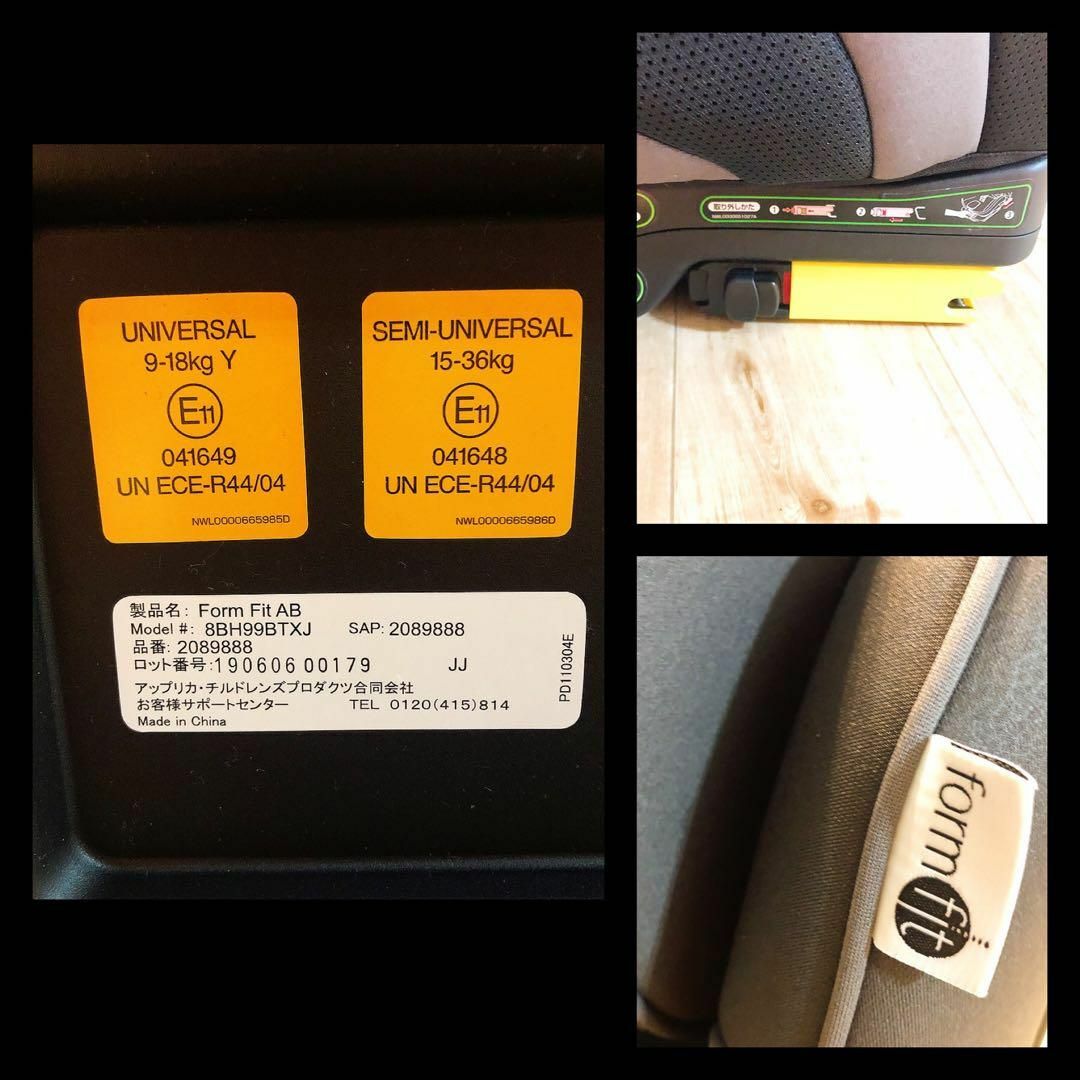 UNIVERSAL
9-18kg Y
E11
041649
UN ECE-R44/04
NWL0000665985D
SEMI-UNIVERSAL
15-36kg
E11
041648
UN ECE-R44/04
NWL0000665986D
製品名: Form Fit AB
Model #: 8BH99BTXJ SAP: 2089888
品番: 2089888
ロット番号:190606 00179 JJ
アップリカ・チルドレンズプロダクツ合同会社
お客様サポートセンター TEL 0120(415)814
Made in China
PD110304E
取り外しかた
1 2 3
form fit